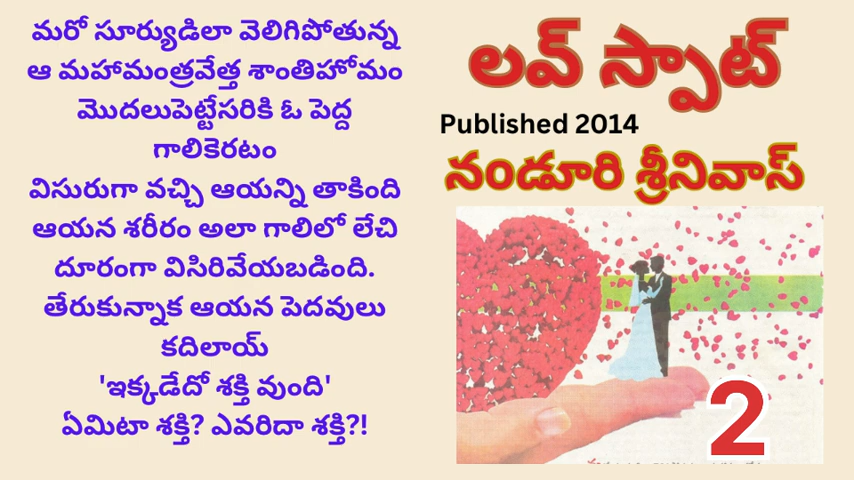 మరో సూర్యుడిలా వెలిగిపోతున్న
ఆ మహామంత్రవేత్త శాంతిహోమం
మొదలుపెట్టేసరికి ఓ పెద్ద
గాలికెరటం
విసురుగా వచ్చి ఆయన్ని తాకింది
ఆయన శరీరం అలా గాలిలో లేచి
దూరంగా విసిరివేయబడింది.
తేరుకున్నాక ఆయన పెదవులు
కదిలాయ్
'ఇక్కడేదో శక్తి వుంది'
ఏమిటా శక్తి? ఎవరిదా శక్తి?!
లవ్ స్పాట్
Published 2014
నండూరి శ్రీనివాస్
2